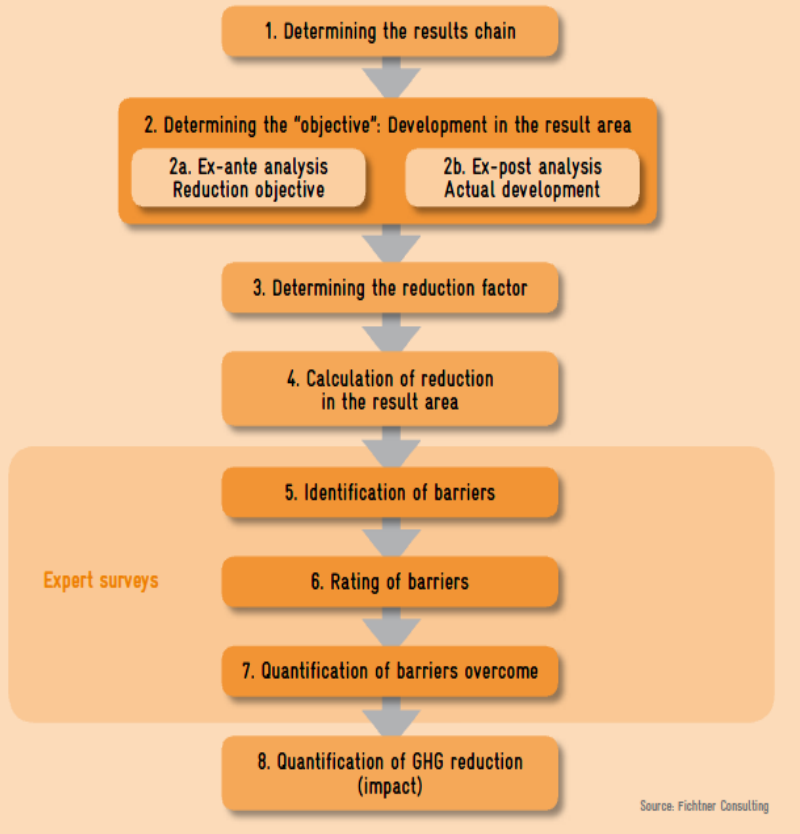 1. Determining the results chain
2. Determining the "objective": Development in the result area
2a. Ex-ante analysis
Reduction objective
2b. Ex-post analysis
Actual development
3. Determining the reduction factor
4. Calculation of reduction
in the result area
5. Identification of barriers
Expert surveys
6. Rating of barriers
7. Quantification of barriers overcome
8. Quantification of GHG reduction
(impact)
Source: Fichtner Consulting